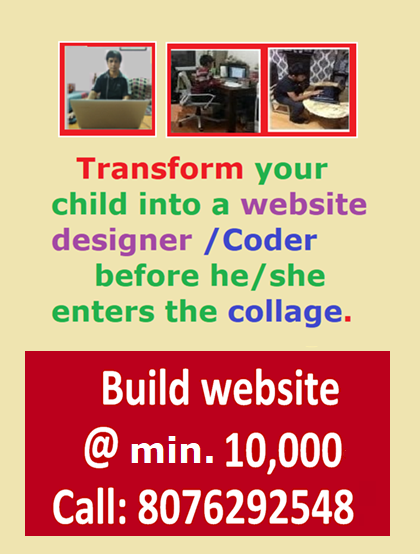 Transform your
child into a website
designer /Coder
before he/she
enters the collage.
Build website
@ min. 10,000
Call: 8076292548